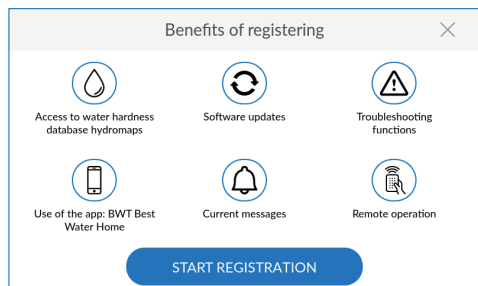 Benefits of registering
Access to water hardness
database hydromaps
Software updates
Troubleshooting
functions
Use of the app: BWT Best
Water Home
Current messages
Remote operation
START REGISTRATION